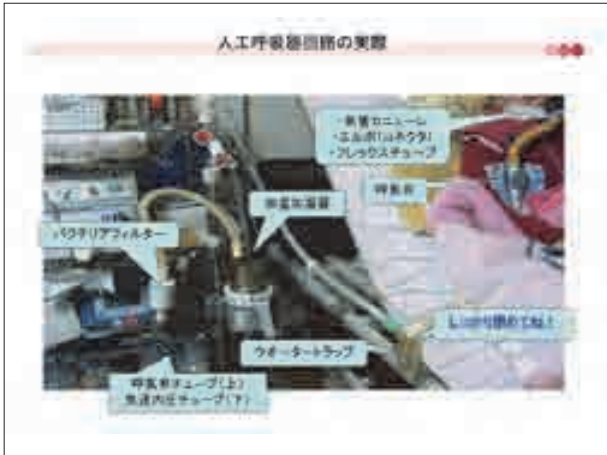 人工呼吸器回路の実際
・気管カニューレ
・エルボ(コネクタ)
・フレックスチューブ
呼気弁
加温加湿器
バクテリアフィルター
しっかり閉めてね!
ウオータートラップ
呼気弁チューブ(上)
気道内圧チューブ(下)